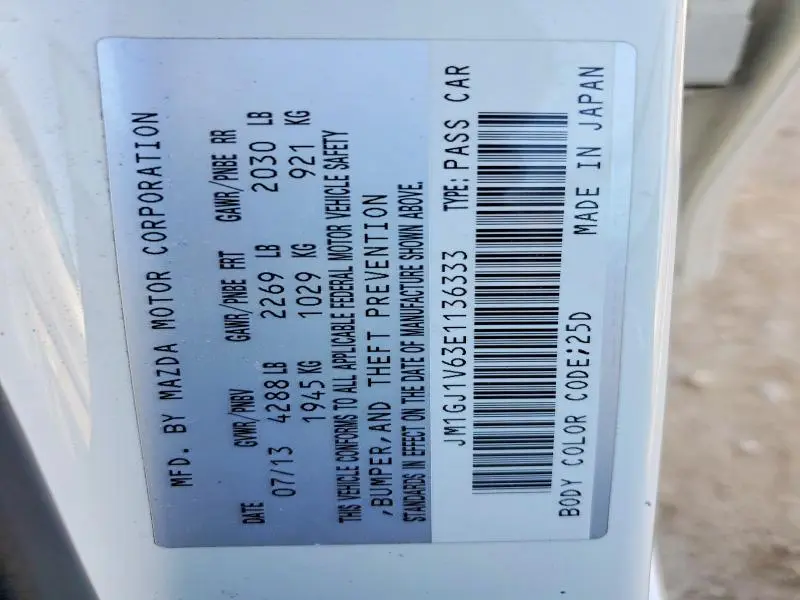 MFD. BY MAZDA MOTOR CORPORATION
DATE GVWR/PNBV GAWR/PNBE FRT GAWR/PNBE RR
07/13 4288 LB 2269 LB 2030 LB
1945 KG 1029 KG 921 KG
THIS VEHICLE CONFORMS TO ALL APPLICABLE FEDERAL MOTOR VEHICLE SAFETY
,BUMPER,AND THEFT PREVENTION
STANDARDS IN EFFECT ON THE DATE OF MANUFACTURE SHOWN ABOVE.
JM1GJ1V63E1136333 TYPE: PASS CAR
BODY COLOR CODE;25D MADE IN JAPAN